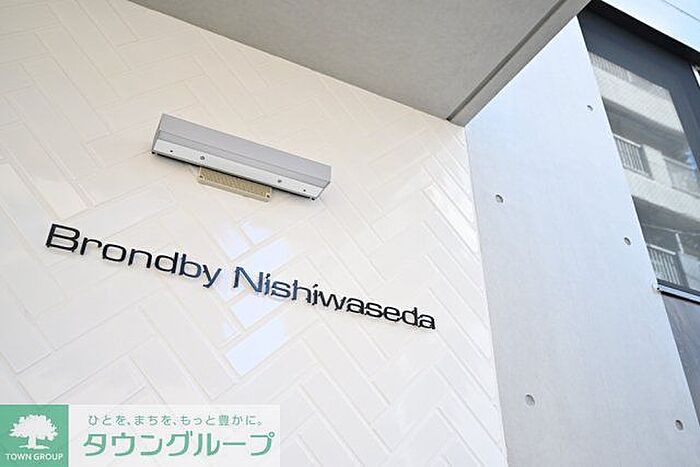 Brondby Nishiwaseda
TOWN GROUP
ひとを、まちを、もっと豊かに。
タウングループ